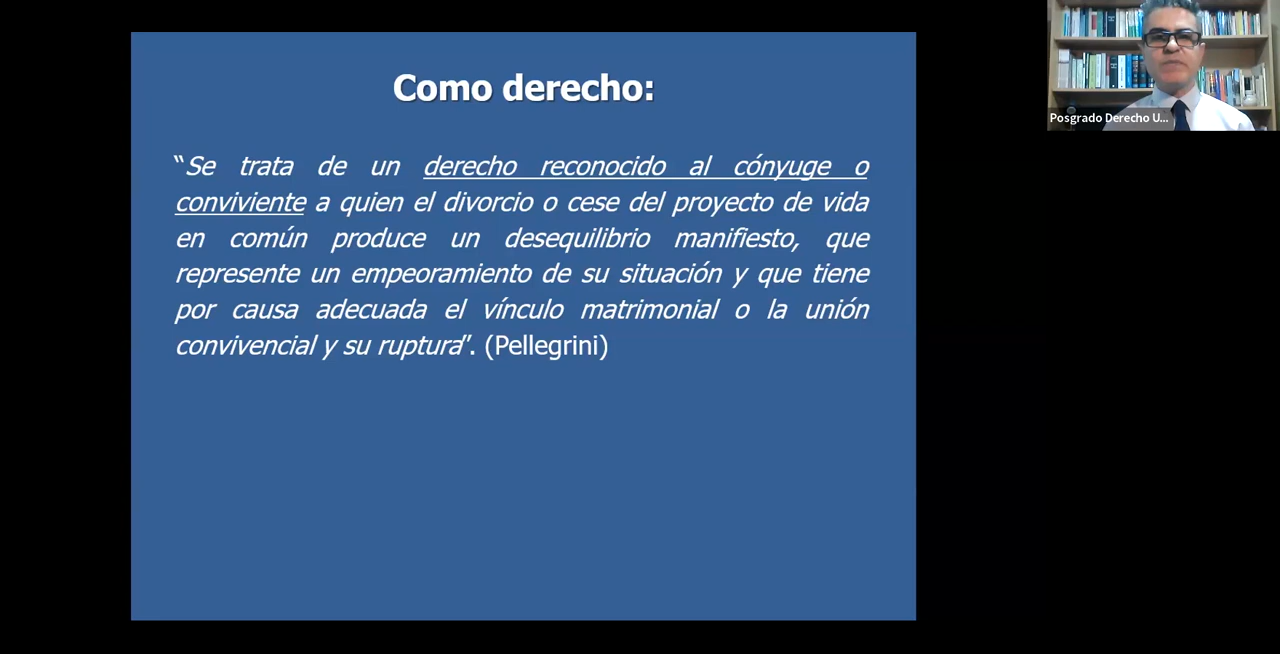 Como derecho:
“Se trata de un derecho reconocido al cónyuge o
conviviente a quien el divorcio o cese del proyecto de vida
en común produce un desequilibrio manifiesto, que
represente un empeoramiento de su situación y que tiene
por causa adecuada el vínculo matrimonial o la unión
convivencial y su ruptura”. (Pellegrini)
Posgrado Derecho U...